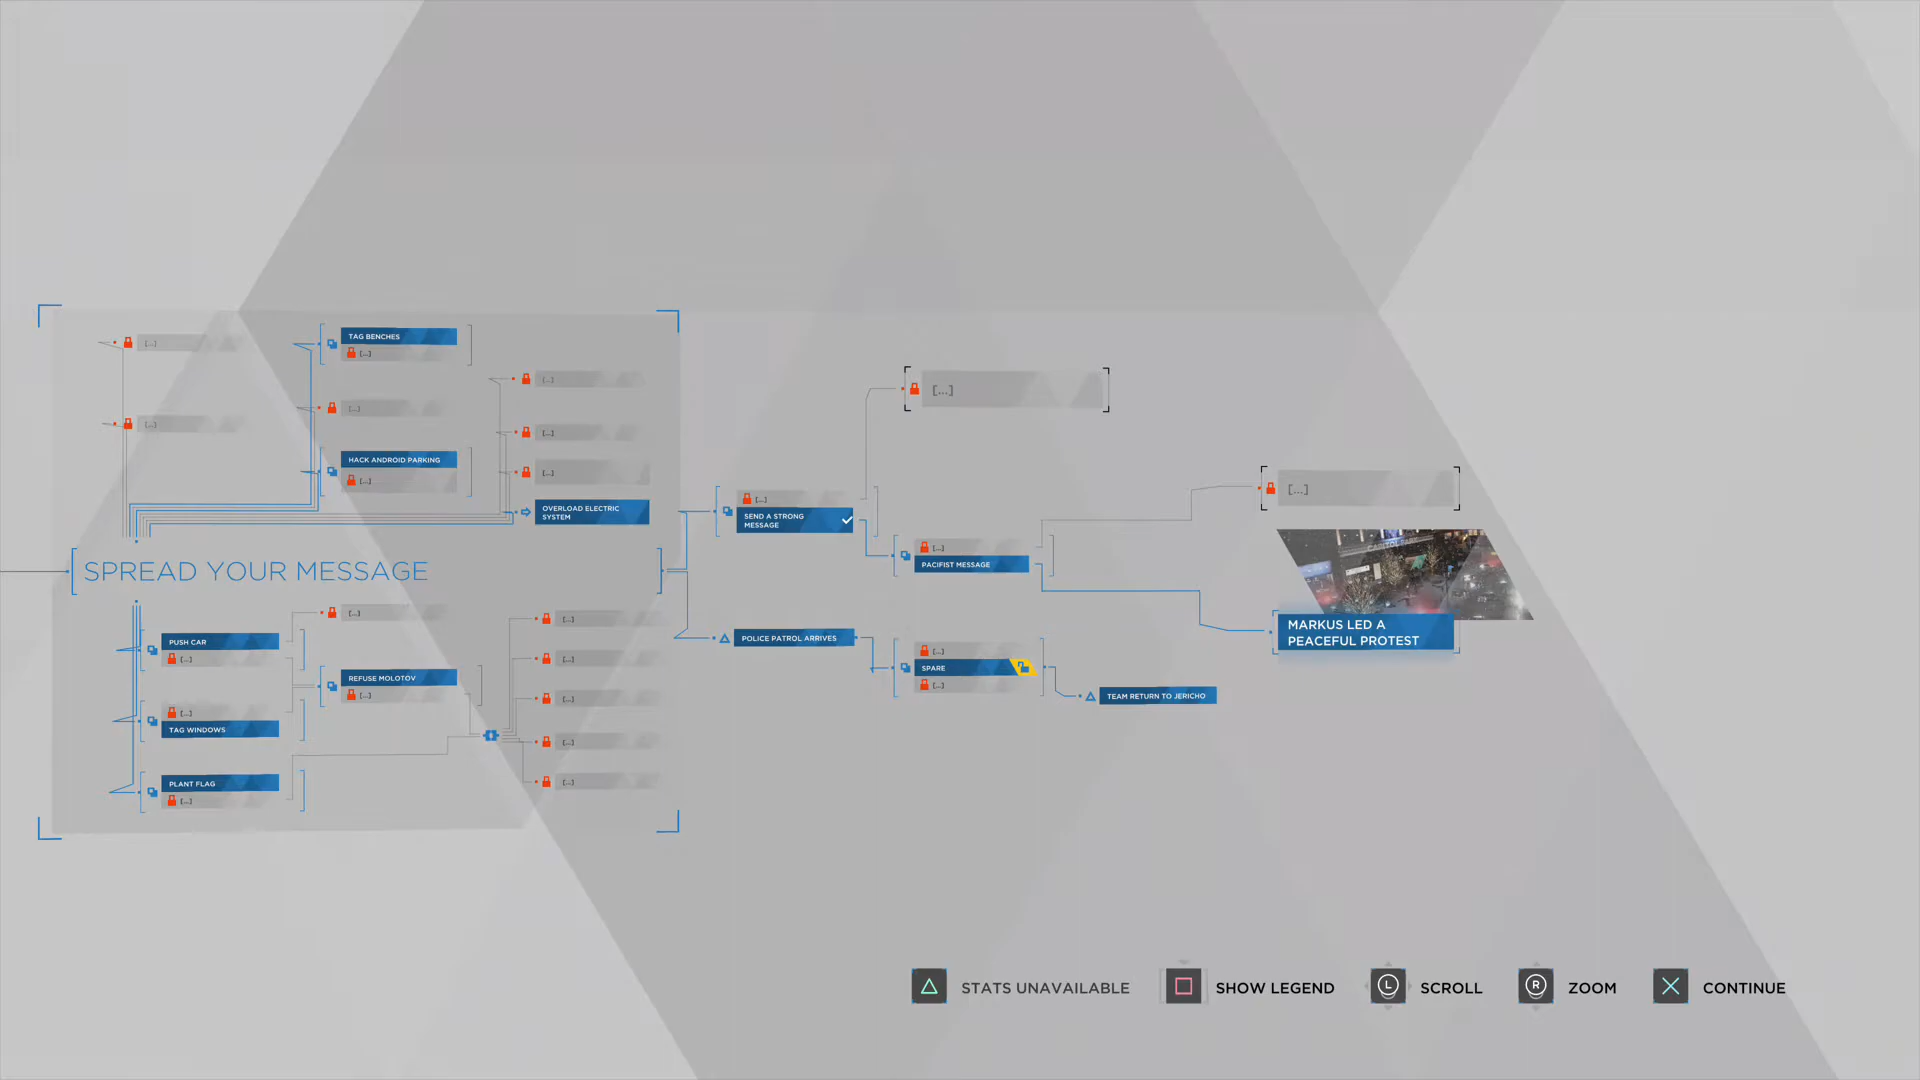 [...]
TAG BENCHES
[...]
[...]
[...]
[...]
[...]
[...]
HACK ANDROID PARKING
[...]
[...]
OVERLOAD ELECTRIC
SYSTEM
SPREAD YOUR MESSAGE
PUSH CAR
[...]
[...]
TAG WINDOWS
PLANT FLAG
[...]
[...]
REFUSE MOLOTOV
[...]
[...]
[...]
[...]
[...]
[...]
[...]
[...]
SEND A STRONG
MESSAGE
[...]
PACIFIST MESSAGE
POLICE PATROL ARRIVES
[...]
SPARE
[...]
TEAM RETURN TO JERICHO
[...]
CAPITOL PARK
MARKUS LED A
PEACEFUL PROTEST
STATS UNAVAILABLE
SHOW LEGEND
L
SCROLL
R
ZOOM
CONTINUE